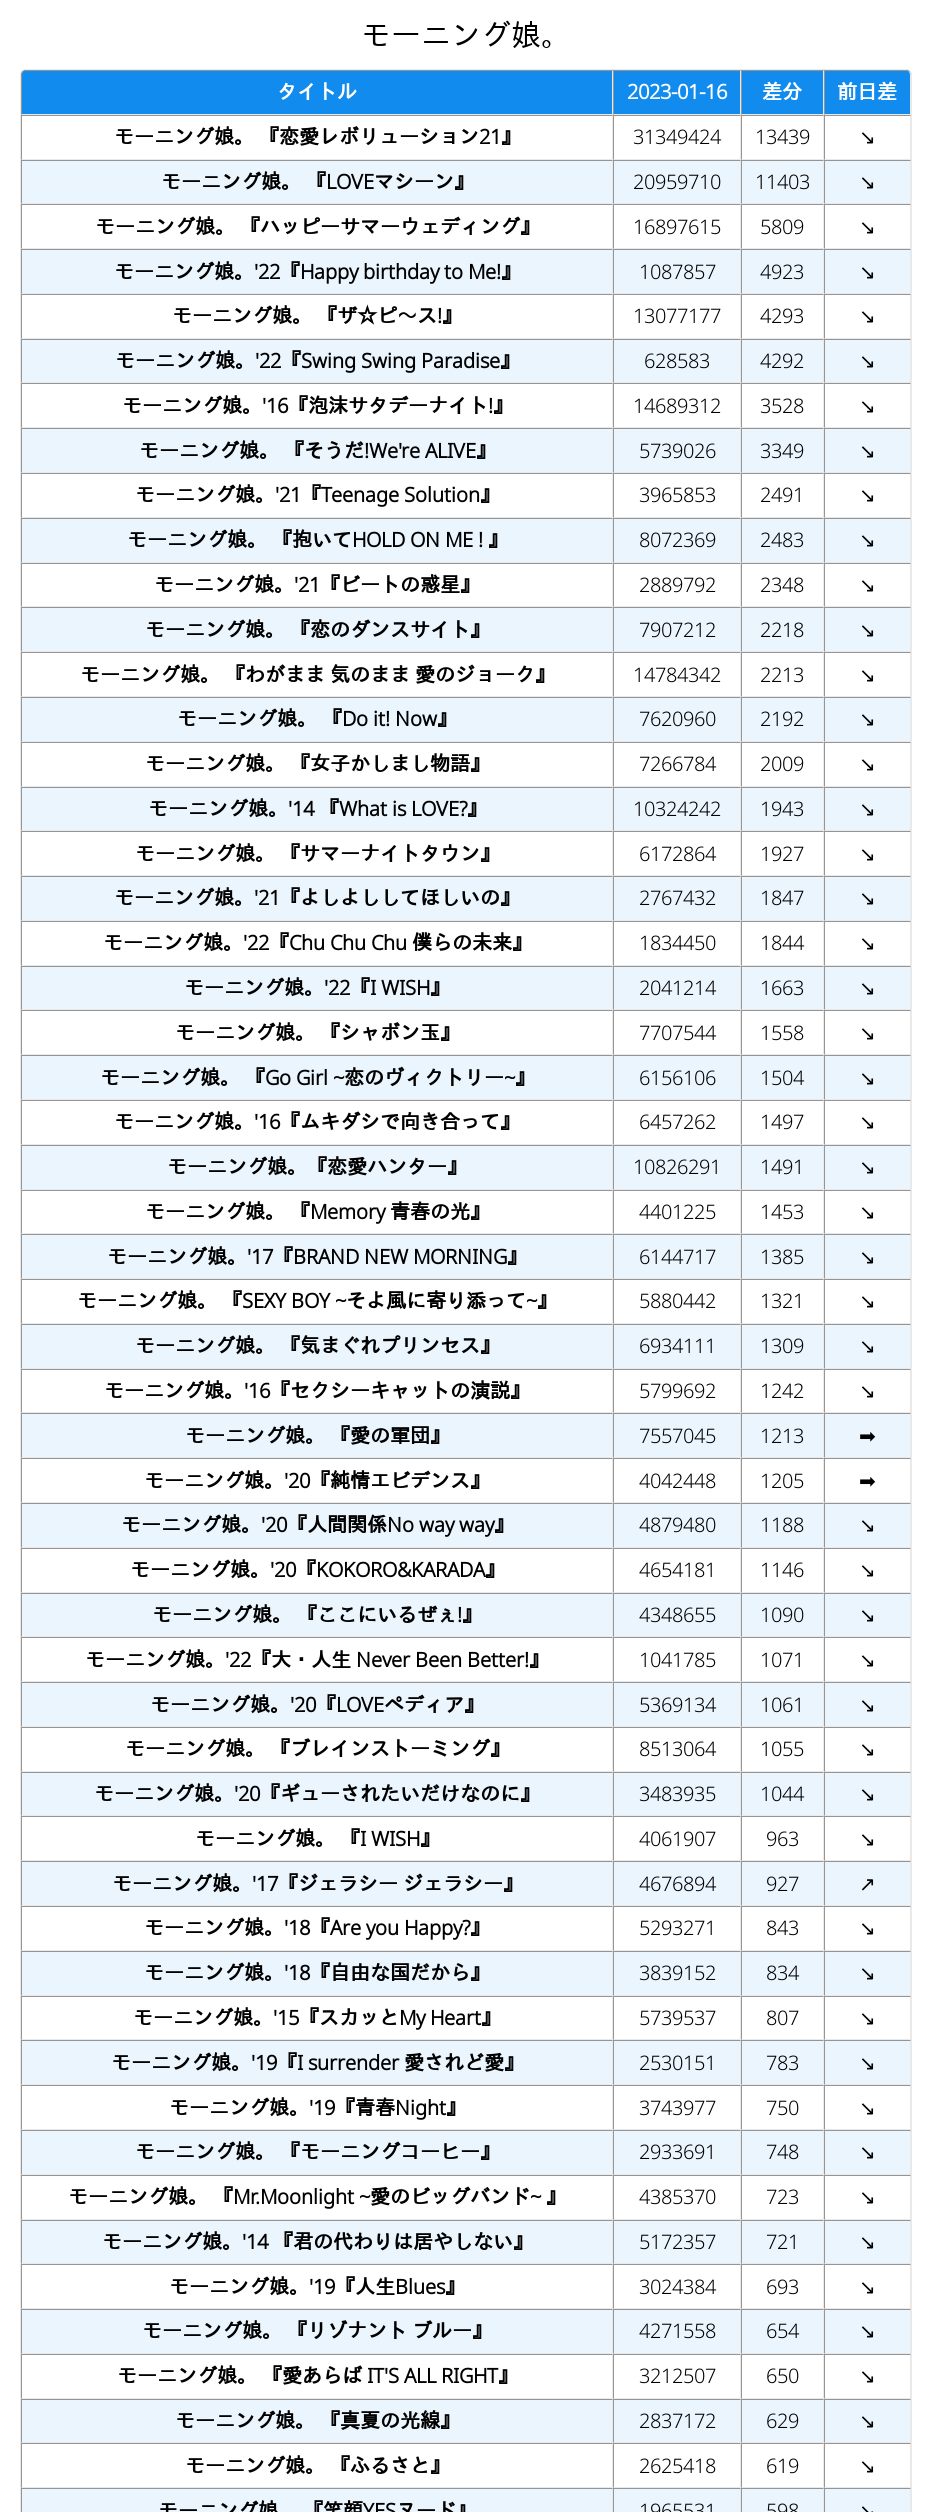 モーニング娘。
タイトル 2023-01-16 差分 前日差
モーニング娘。 『恋愛レボリューション21』 31349424 13439 ↘
モーニング娘。 『LOVEマシーン』 20959710 11403 ↘
モーニング娘。 『ハッピーサマーウェディング』 16897615 5809 ↘
モーニング娘。'22『Happy birthday to Me!』 1087857 4923 ↘
モーニング娘。 『ザ☆ピ〜ス!』 13077177 4293 ↘
モーニング娘。'22『Swing Swing Paradise』 628583 4292 ↘
モーニング娘。'16『泡沫サタデーナイト!』 14689312 3528 ↘
モーニング娘。 『そうだ!We're ALIVE』 5739026 3349 ↘
モーニング娘。'21『Teenage Solution』 3965853 2491 ↘
モーニング娘。 『抱いてHOLD ON ME ! 』 8072369 2483 ↘
モーニング娘。'21『ビートの惑星』 2889792 2348 ↘
モーニング娘。 『恋のダンスサイト』 7907212 2218 ↘
モーニング娘。 『わがまま 気のまま 愛のジョーク』 14784342 2213 ↘
モーニング娘。 『Do it! Now』 7620960 2192 ↘
モーニング娘。 『女子かしまし物語』 7266784 2009 ↘
モーニング娘。'14 『What is LOVE?』 10324242 1943 ↘
モーニング娘。 『サマーナイトタウン』 6172864 1927 ↘
モーニング娘。'21『よしよししてほしいの』 2767432 1847 ↘
モーニング娘。'22『Chu Chu Chu 僕らの未来』 1834450 1844 ↘
モーニング娘。'22『I WISH』 2041214 1663 ↘
モーニング娘。 『シャボン玉』 7707544 1558 ↘
モーニング娘。 『Go Girl ~恋のヴィクトリー~』 6156106 1504 ↘
モーニング娘。'16『ムキダシで向き合って』 6457262 1497 ↘
モーニング娘。『恋愛ハンター』 10826291 1491 ↘
モーニング娘。 『Memory 青春の光』 4401225 1453 ↘
モーニング娘。'17『BRAND NEW MORNING』 6144717 1385 ↘
モーニング娘。 『SEXY BOY ~そよ風に寄り添って~』 5880442 1321 ↘
モーニング娘。 『気まぐれプリンセス』 6934111 1309 ↘
モーニング娘。'16『セクシーキャットの演説』 5799692 1242 ↘
モーニング娘。 『愛の軍団』 7557045 1213 ➡
モーニング娘。'20『純情エビデンス』 4042448 1205 ➡
モーニング娘。'20『人間関係No way way』 4879480 1188 ↘
モーニング娘。'20『KOKORO&KARADA』 4654181 1146 ↘
モーニング娘。 『ここにいるぜぇ!』 4348655 1090 ↘
モーニング娘。'22『大・人生 Never Been Better!』 1041785 1071 ↘
モーニング娘。'20『LOVEペディア』 5369134 1061 ↘
モーニング娘。 『ブレインストーミング』 8513064 1055 ↘
モーニング娘。'20『ギューされたいだけなのに』 3483935 1044 ↘
モーニング娘。 『I WISH』 4061907 963 ↘
モーニング娘。'17『ジェラシー ジェラシー』 4676894 927 ↗
モーニング娘。'18『Are you Happy?』 5293271 843 ↘
モーニング娘。'18『自由な国だから』 3839152 834 ↘
モーニング娘。'15『スカッとMy Heart』 5739537 807 ↘
モーニング娘。'19『I surrender 愛されど愛』 2530151 783 ↘
モーニング娘。'19『青春Night』 3743977 750 ↘
モーニング娘。 『モーニングコーヒー』 2933691 748 ↘
モーニング娘。 『Mr.Moonlight ~愛のビッグバンド~ 』 4385370 723 ↘
モーニング娘。'14 『君の代わりは居やしない』 5172357 721 ↘
モーニング娘。'19『人生Blues』 3024384 693 ↘
モーニング娘。 『リゾナント ブルー』 4271558 654 ↘
モーニング娘。 『愛あらば IT'S ALL RIGHT』 3212507 650 ↘
モーニング娘。 『真夏の光線』 2837172 629 ↘
モーニング娘。 『ふるさと』 2625418 619 ↘
モーニング娘。 『笑顔YESヌード』 1965531 598 ↘